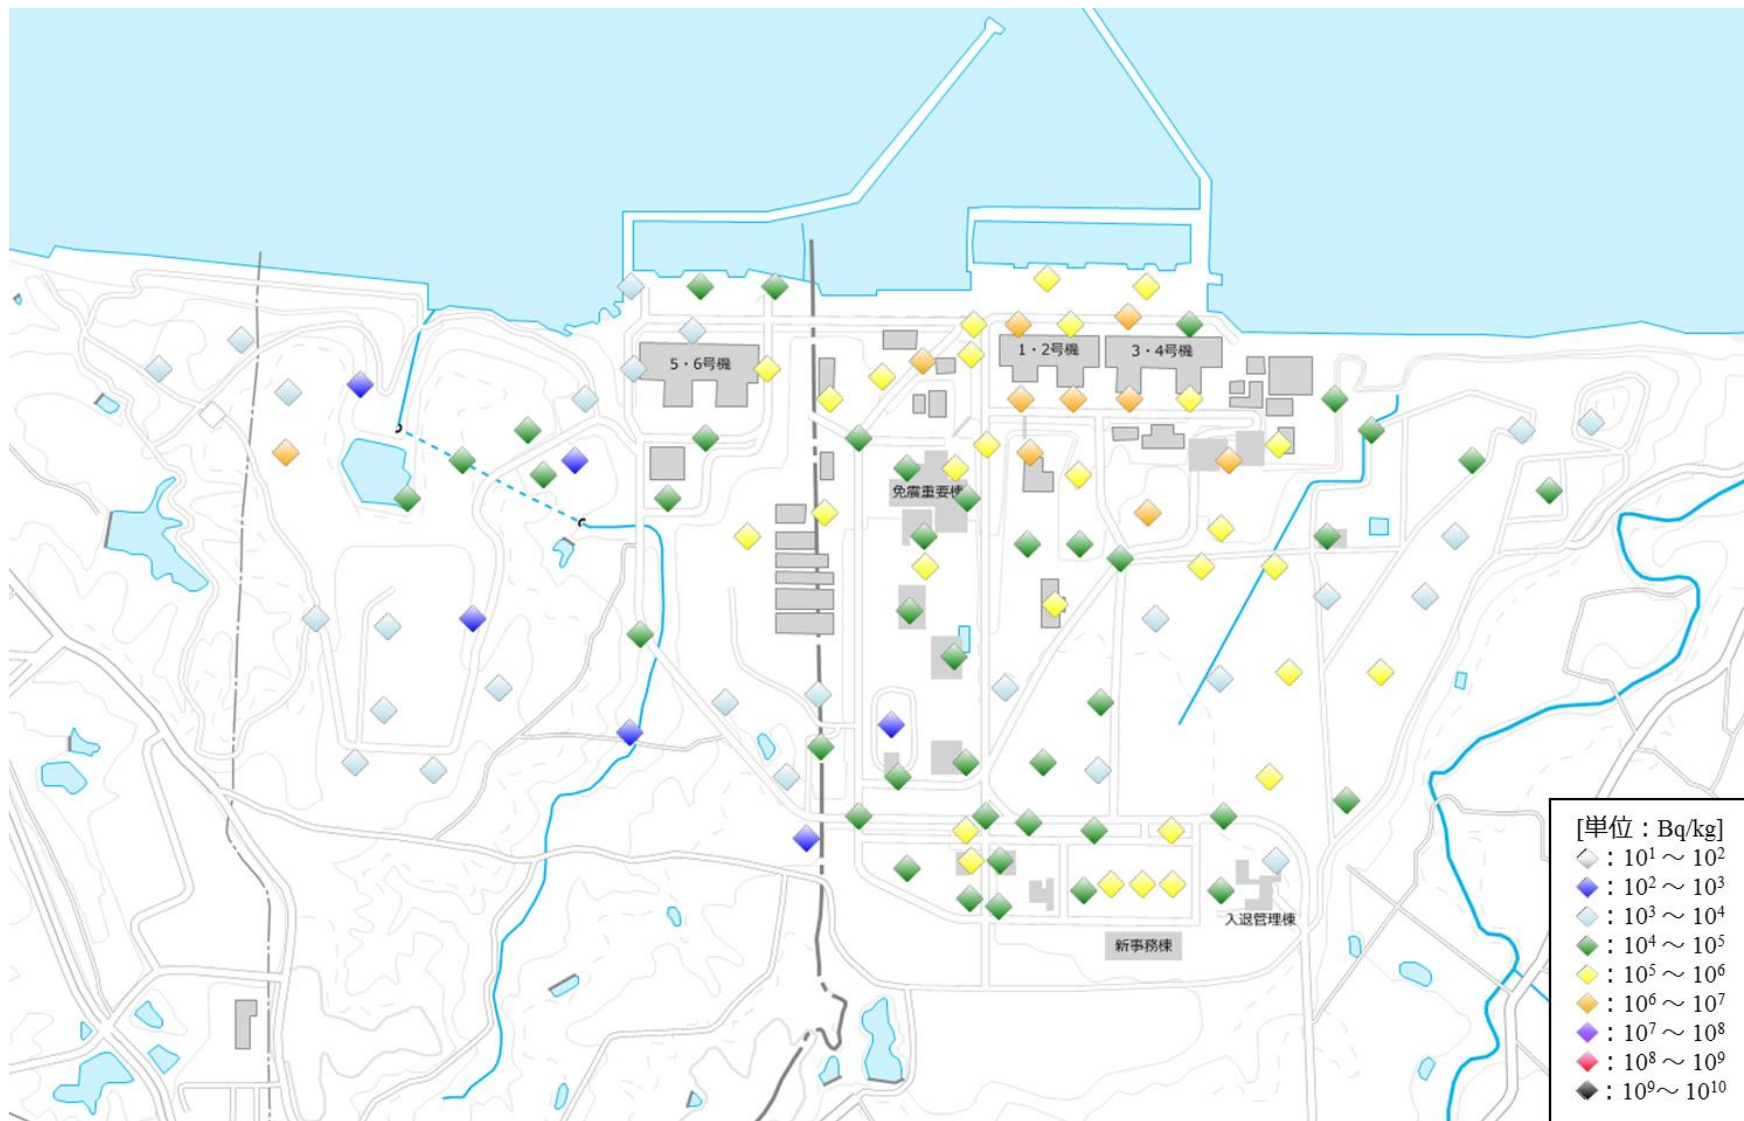 1・2号機
3・4号機
5・6号機
免震重要棟
入退管理棟
新事務棟
[単位：Bq/kg]
：10¹～10²
：10²～10³
：10³～10⁴
：10⁴～10⁵
：10⁵～10⁶
：10⁶～10⁷
：10⁷～10⁸
：10⁸～10⁹
：10⁹～10¹⁰